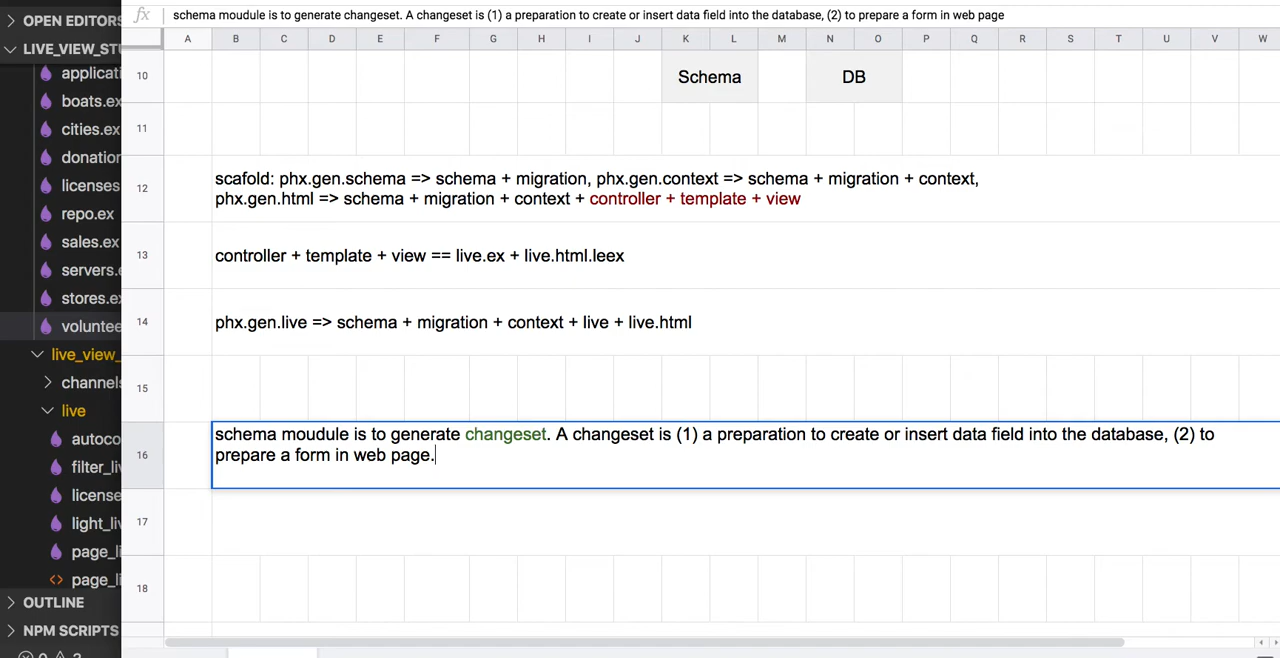 fx schema moudule is to generate changeset. A changeset is (1) a preparation to create or insert data field into the database, (2) to prepare a form in web page
OPEN EDITORS
LIVE_VIEW_STU
applicati
boats.ex
cities.ex
donation
licenses
repo.ex
sales.ex
servers.e
stores.ex
voluntee
live_view_
channels
live
autoco
filter_liv
license
light_liv
page_li
page_li
OUTLINE
NPM SCRIPTS
A B C D E F G H I J K L M N O P Q R S T U V W
10 Schema DB
11
12 scafold: phx.gen.schema => schema + migration, phx.gen.context => schema + migration + context,
phx.gen.html => schema + migration + context + controller + template + view
13 controller + template + view == live.ex + live.html.leex
14 phx.gen.live => schema + migration + context + live + live.html
15
16 schema moudule is to generate changeset. A changeset is (1) a preparation to create or insert data field into the database, (2) to
prepare a form in web page.
17
18